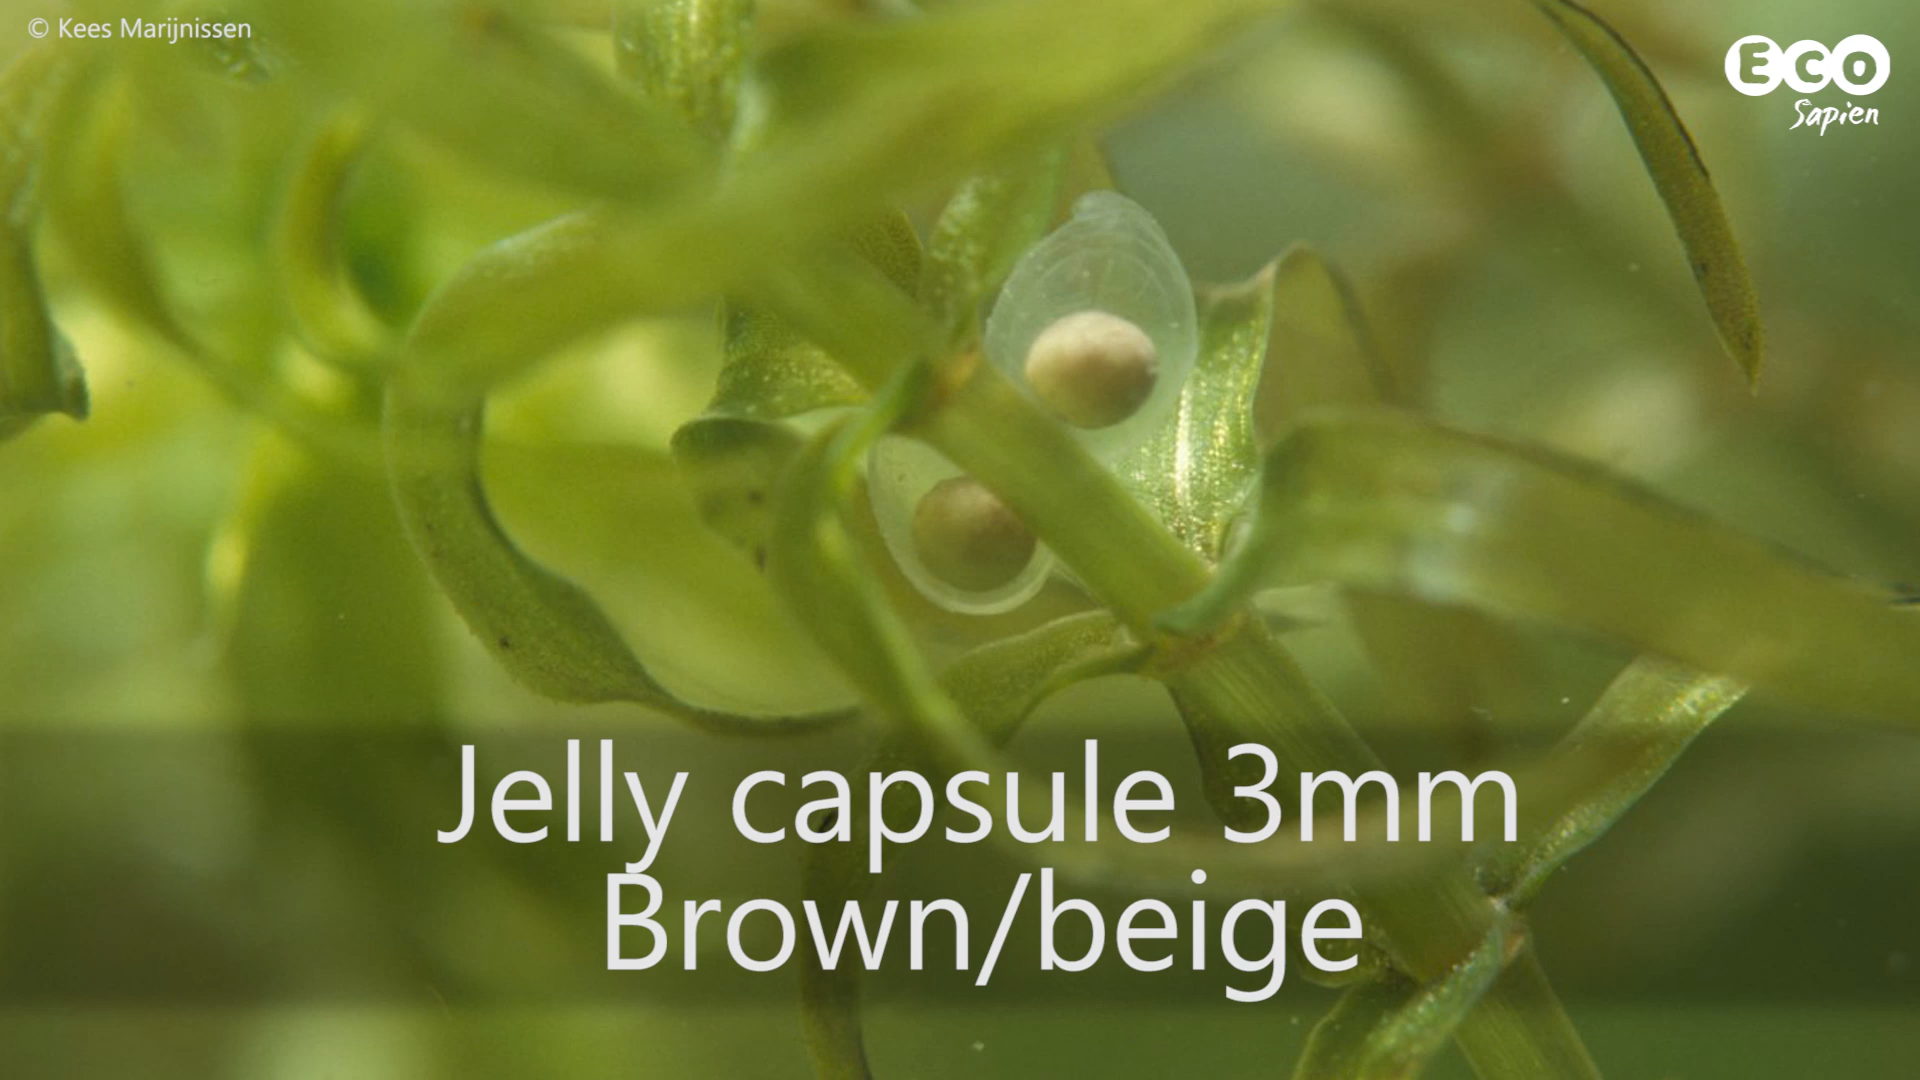 © Kees Marijnissen
ECO
Sapien
Jelly capsule 3mm
Brown/beige